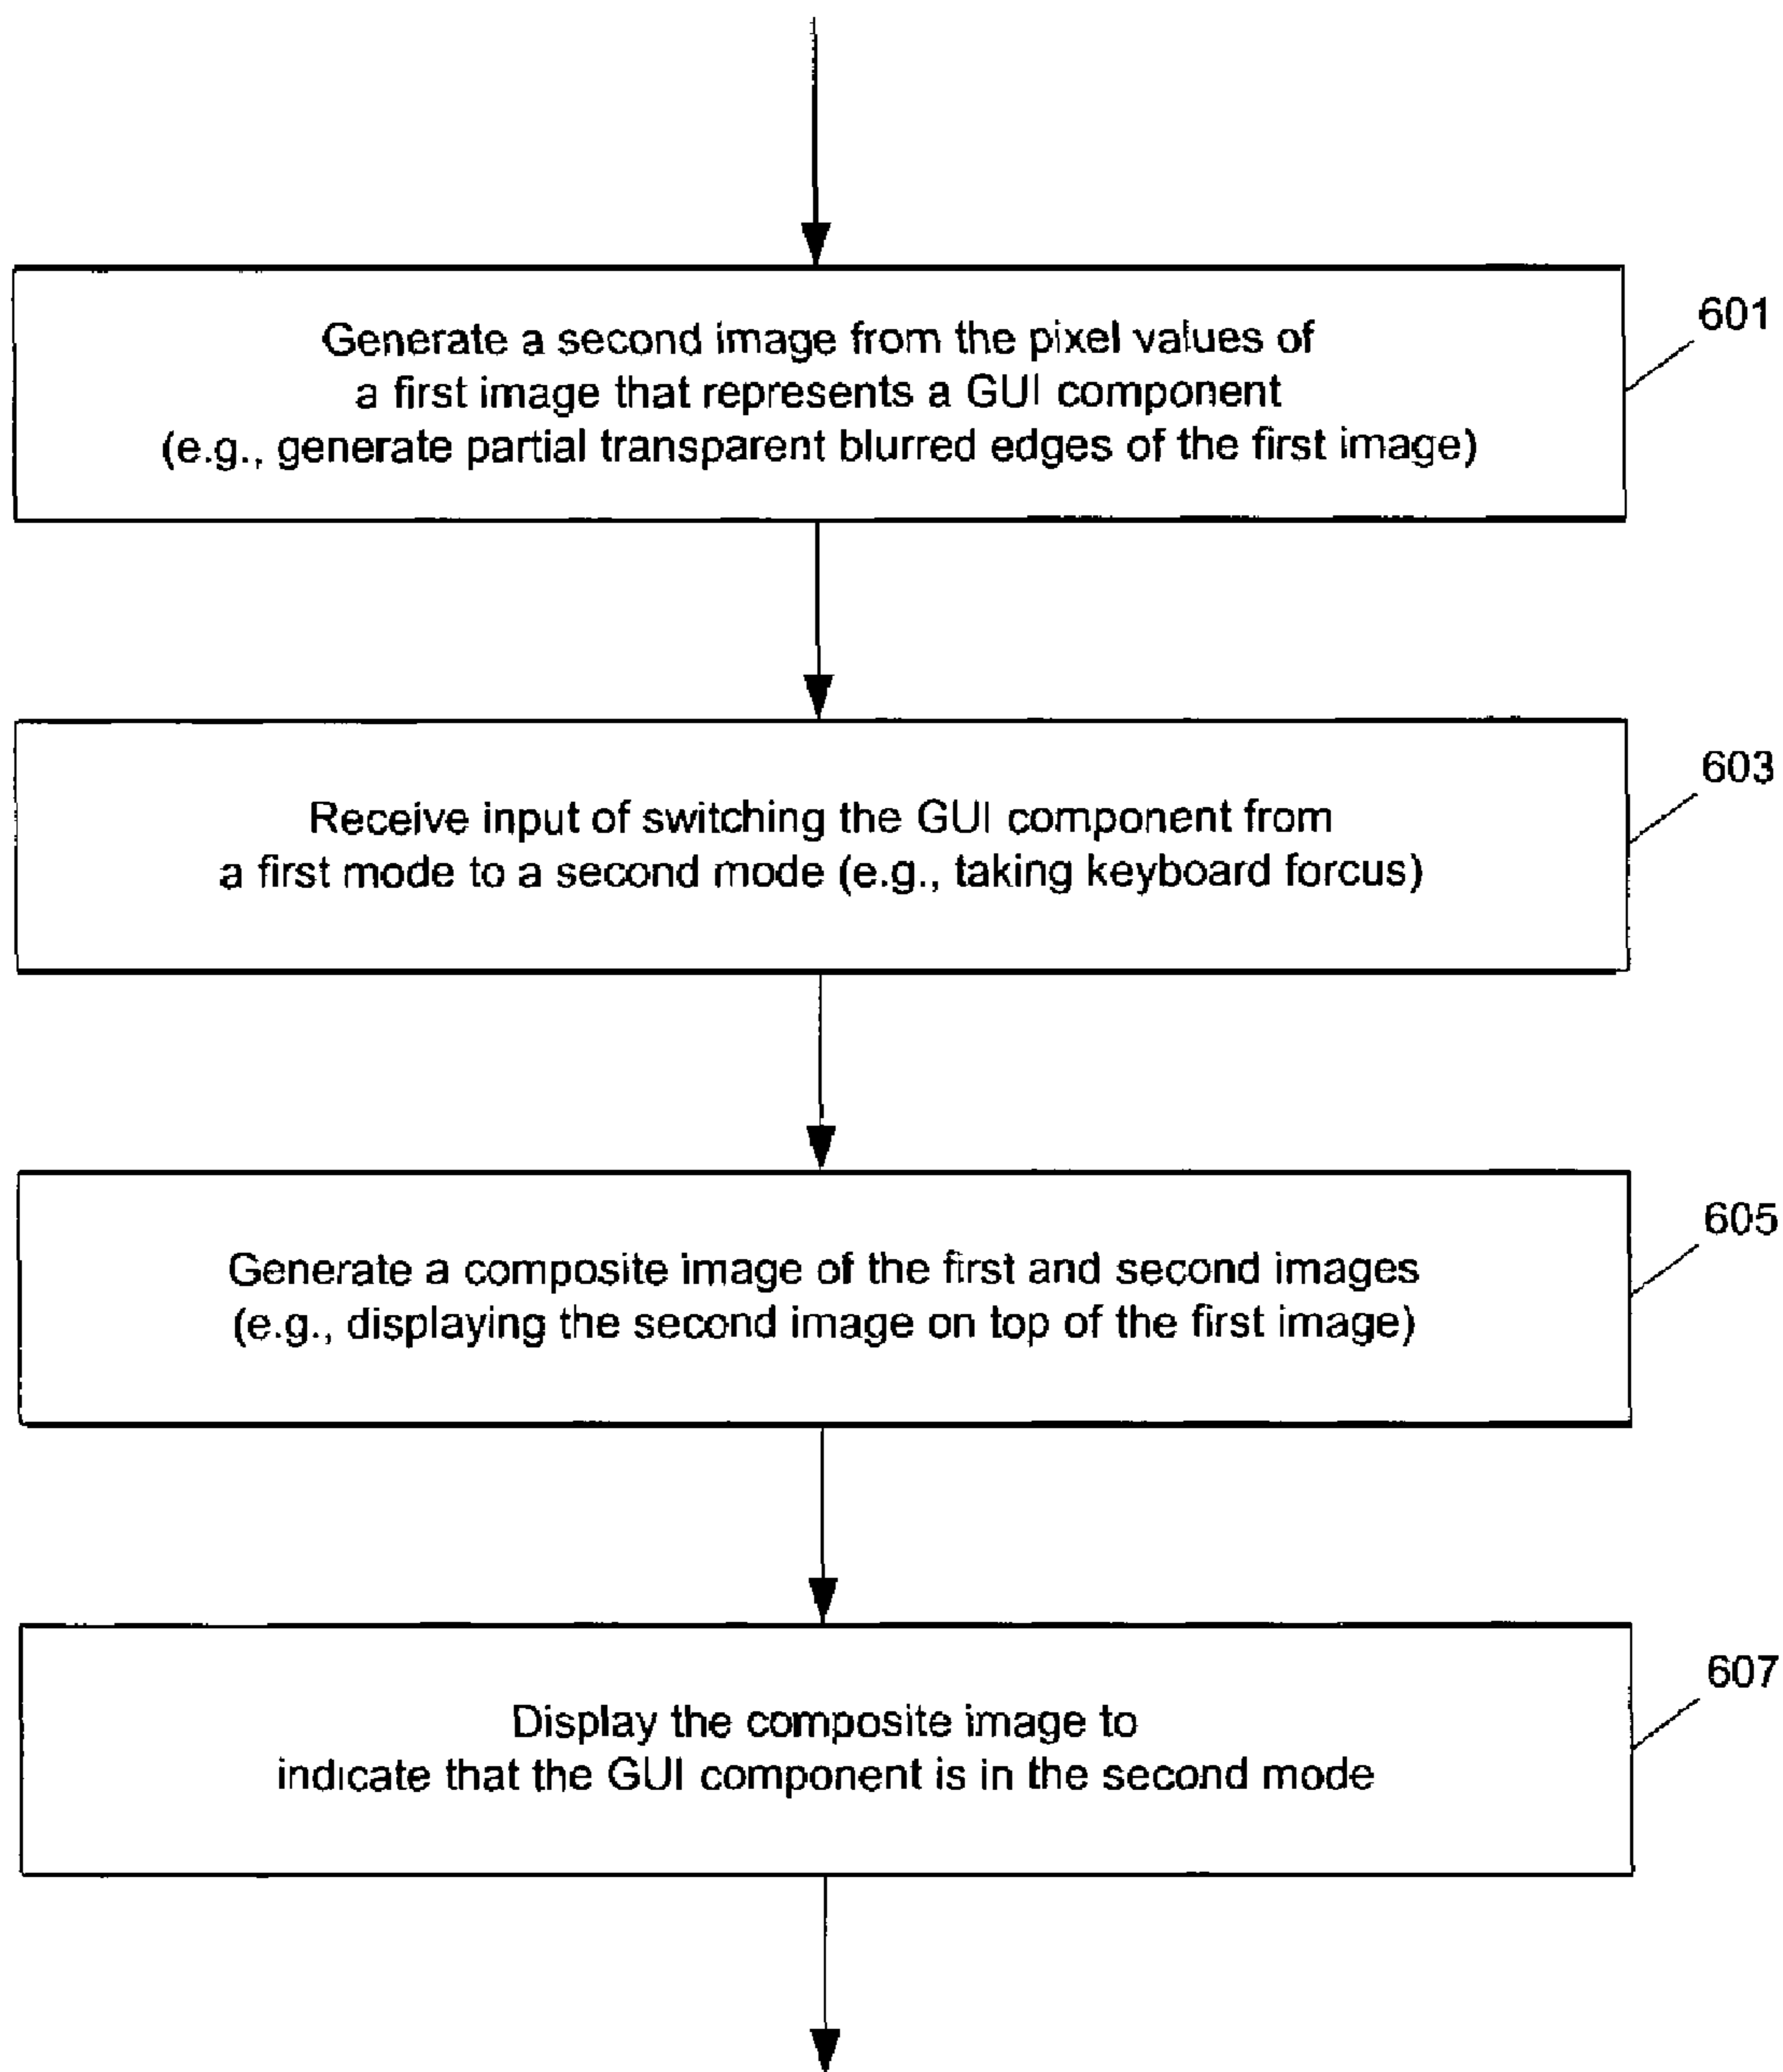 Generate a second image from the pixel values of
a first image that represents a GUI component
(e.g., generate partial transparent blurred edges of the first image)
601
Receive input of switching the GUI component from
a first mode to a second mode (e.g., taking keyboard forcus)
603
Generate a composite image of the first and second images
(e.g., displaying the second image on top of the first image)
605
Display the composite image to
indicate that the GUI component is in the second mode
607